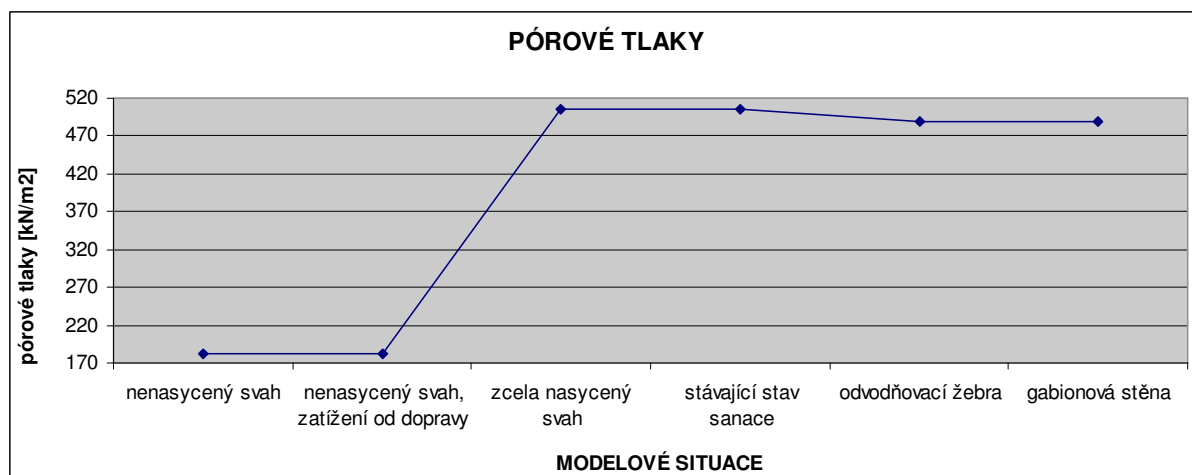 PÓROVÉ TLAKY
pórové tlaky [kN/m2]
520
470
420
370
320
270
220
170
nenasycený svah
nenasycený svah,
zatížení od dopravy
zcela nasycený
svah
stávající stav
sanace
odvodňovací žebra
gabionová stěna
MODELOVÉ SITUACE